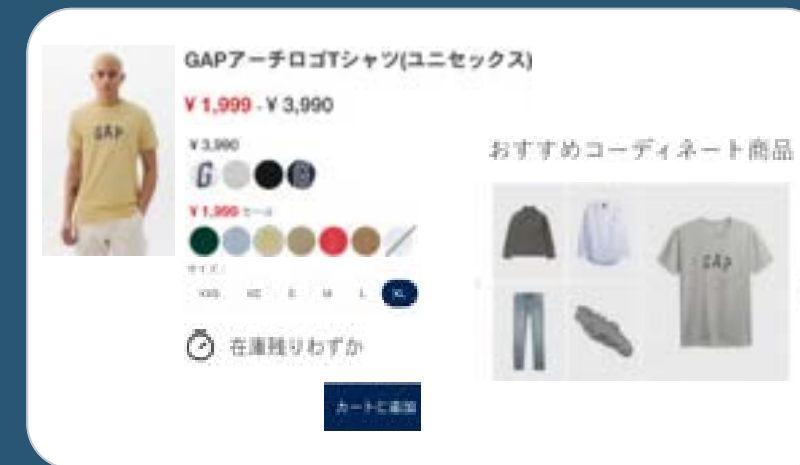 GAPアーチロゴTシャツ(ユニセックス)
¥ 1,999 - ¥ 3,990
¥ 3,990
¥ 1,999 セール
サイズ:
XXS XS S M L XL
在庫残りわずか
カートに追加
おすすめコーディネート商品
GAP
GAP